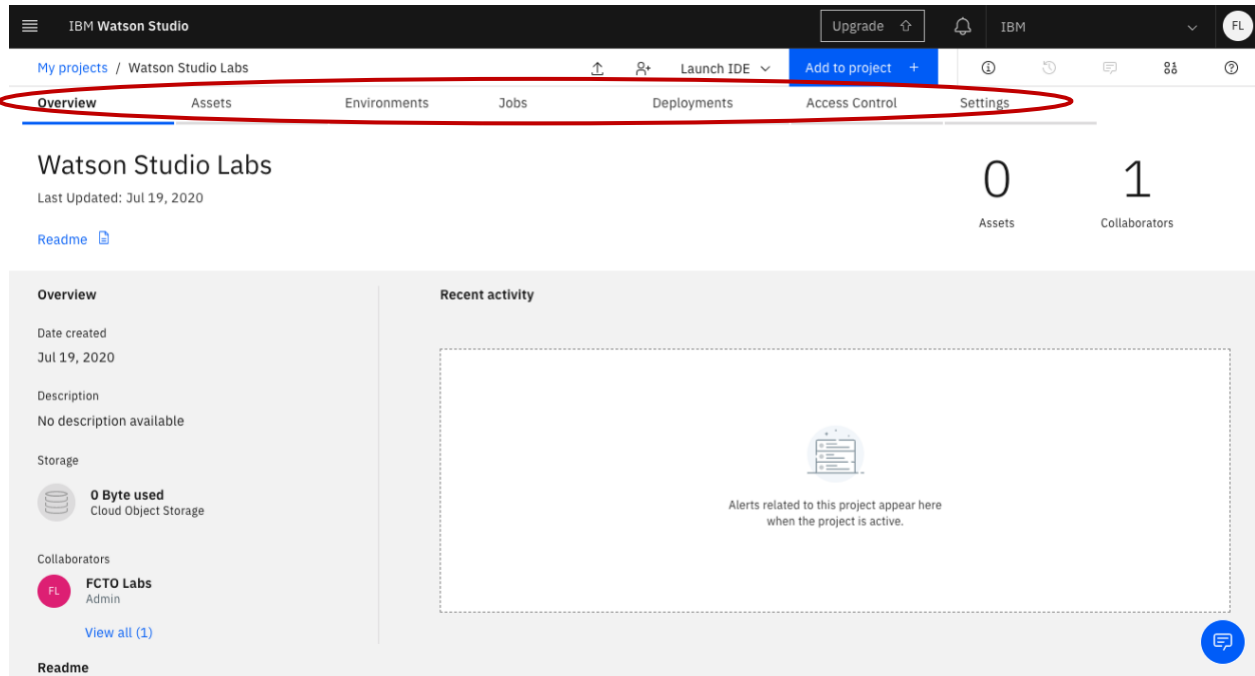 IBM Watson Studio
Upgrade
IBM
FL
My projects / Watson Studio Labs
Launch IDE
Add to project +
Overview Assets Environments Jobs Deployments Access Control Settings
Watson Studio Labs
Last Updated: Jul 19, 2020
Readme
0
Assets
1
Collaborators
Overview
Date created
Jul 19, 2020
Description
No description available
Storage
0 Byte used
Cloud Object Storage
Collaborators
FL
FCTO Labs
Admin
View all (1)
Readme
Recent activity
Alerts related to this project appear here
when the project is active.